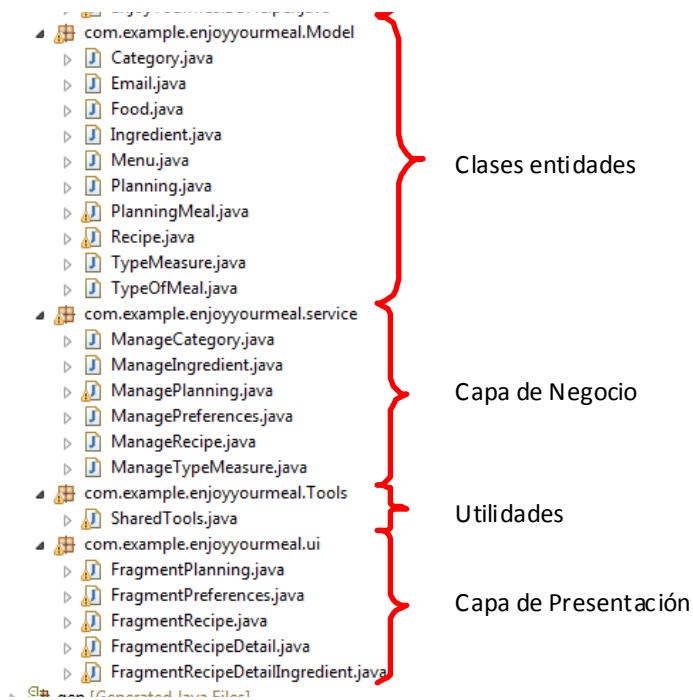 com.example.enjoyyourmeal.Model
Category.java
Email.java
Food.java
Ingredient.java
Menu.java
Planning.java
PlanningMeal.java
Recipe.java
TypeMeasure.java
TypeOfMeal.java
Clases entidades
com.example.enjoyyourmeal.service
ManageCategory.java
ManageIngredient.java
ManagePlanning.java
ManagePreferences.java
ManageRecipe.java
ManageTypeMeasure.java
Capa de Negocio
com.example.enjoyyourmeal.Tools
SharedTools.java
Utilidades
com.example.enjoyyourmeal.ui
FragmentPlanning.java
FragmentPreferences.java
FragmentRecipe.java
FragmentRecipeDetail.java
FragmentRecipeDetailIngredient.java
Capa de Presentación
gen [Generated Java Files]